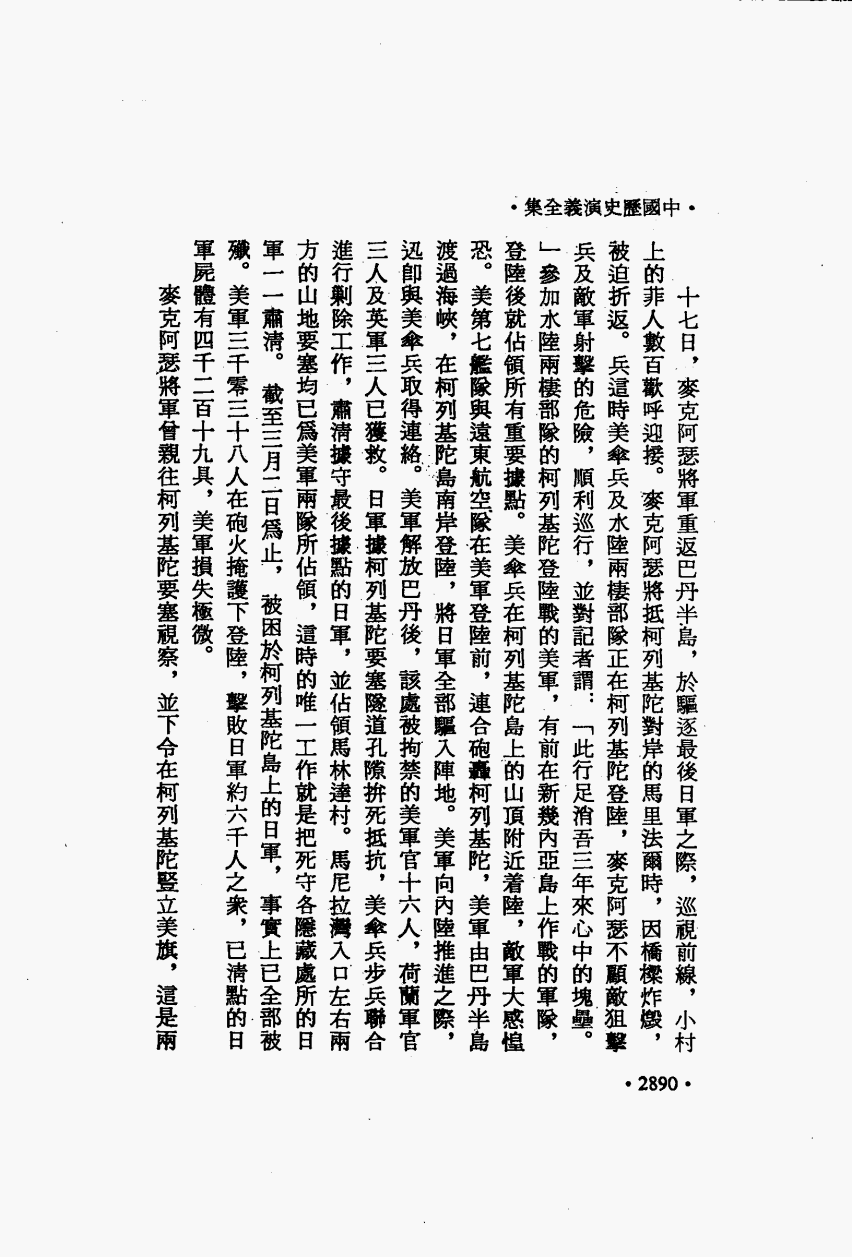 •中國歷史演義全集•
十七日，麥克阿瑟將軍重返巴丹半島，於驅逐最後日軍之際，巡視前線，小村
上的菲人數百歡呼迎接。麥克阿瑟將抵柯列基陀對岸的馬里法爾時，因橋樑炸燬，
被迫折返。兵這時美傘兵及水陸兩棲部隊正在柯列基陀登陸，麥克阿瑟不顧敵狙擊
兵及敵軍射擊的危險，順利巡行，並對記者謂：「此行足消吾三年來心中的塊壘。
」參加水陸兩棲部隊的柯列基陀登陸戰的美軍，有前在新幾內亞島上作戰的軍隊，
登陸後就佔領所有重要據點。美傘兵在柯列基陀島上的山頂附近着陸，敵軍大感惶
恐。美第七艦隊與遠東航空隊在美軍登陸前，連合砲轟柯列基陀，美軍由巴丹半島
渡過海峽，在柯列基陀島南岸登陸，將日軍全部驅入陣地。美軍向內陸推進之際，
迅卽與美傘兵取得連絡。美軍解放巴丹後，該處被拘禁的美軍官十六人，荷蘭軍官
三人及英軍三人已獲救。日軍據柯列基陀要塞隧道孔隙拚死抵抗，美傘兵步兵聯合
進行剿除工作，肅清據守最後據點的日軍，並佔領馬林達村。馬尼拉灣入口左右兩
方的山地要塞均已爲美軍兩隊所佔領，這時的唯一工作就是把死守各隱藏處所的日
軍一一肅清。截至三月二日爲止，被困於柯列基陀島上的日軍，事實上已全部被
殲。美軍三千零三十八人在砲火掩護下登陸，擊敗日軍約六千人之衆，已清點的日
軍屍體有四千二百十九具，美軍損失極微。
麥克阿瑟將軍曾親往柯列基陀要塞視察，並下令在柯列基陀豎立美旗，這是兩
•2890•